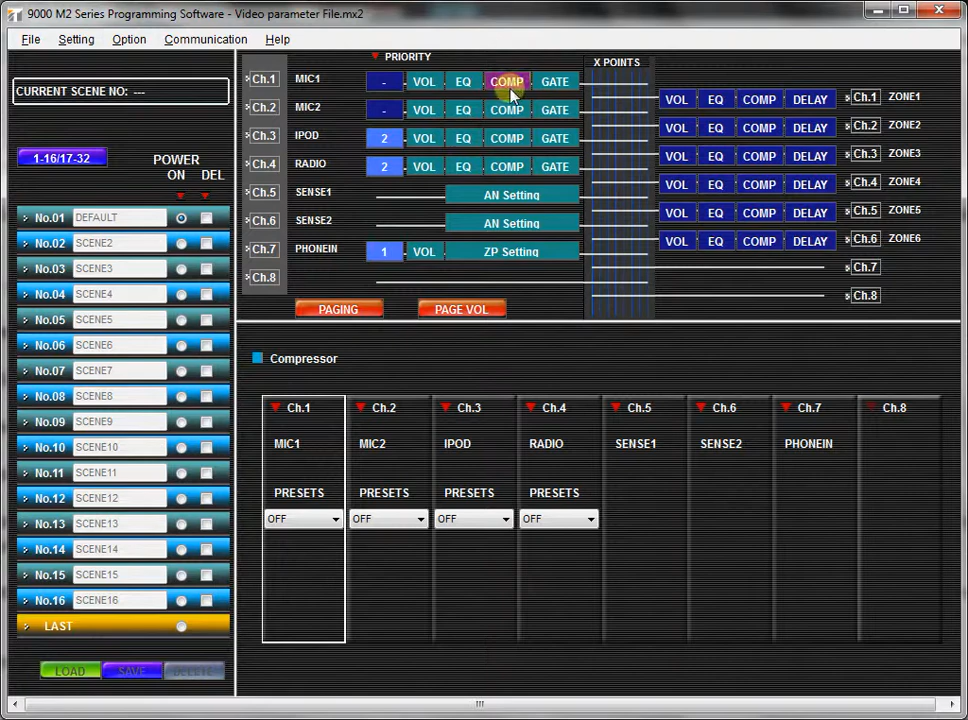 9000 M2 Series Programming Software - Video parameter File.mx2
File Setting Option Communication Help
CURRENT SCENE NO: ---
1-16/17-32
POWER
ON DEL
No.01 DEFAULT
No.02 SCENE2
No.03 SCENE3
No.04 SCENE4
No.05 SCENE5
No.06 SCENE6
No.07 SCENE7
No.08 SCENE8
No.09 SCENE9
No.10 SCENE10
No.11 SCENE11
No.12 SCENE12
No.13 SCENE13
No.14 SCENE14
No.15 SCENE15
No.16 SCENE16
LAST
LOAD SAVE DELETE
PRIORITY
X POINTS
Ch.1 MIC1 - VOL EQ COMP GATE
Ch.2 MIC2 - VOL EQ COMP GATE
Ch.3 IPOD 2 VOL EQ COMP GATE
Ch.4 RADIO 2 VOL EQ COMP GATE
Ch.5 SENSE1 AN Setting
Ch.6 SENSE2 AN Setting
Ch.7 PHONEIN 1 VOL ZP Setting
Ch.8
VOL EQ COMP DELAY Ch.1 ZONE1
VOL EQ COMP DELAY Ch.2 ZONE2
VOL EQ COMP DELAY Ch.3 ZONE3
VOL EQ COMP DELAY Ch.4 ZONE4
VOL EQ COMP DELAY Ch.5 ZONE5
VOL EQ COMP DELAY Ch.6 ZONE6
Ch.7
Ch.8
PAGING PAGE VOL
Compressor
Ch.1 Ch.2 Ch.3 Ch.4 Ch.5 Ch.6 Ch.7 Ch.8
MIC1 MIC2 IPOD RADIO SENSE1 SENSE2 PHONEIN
PRESETS PRESETS PRESETS PRESETS
OFF OFF OFF OFF